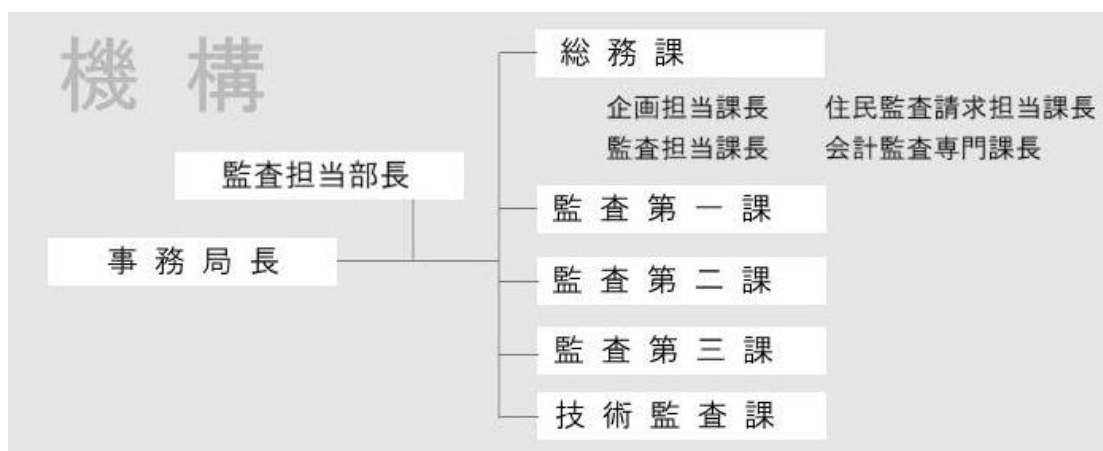 機構
総務課
企画担当課長 住民監査請求担当課長
監査担当課長 会計監査専門課長
監査担当部長
監査第一課
事務局長
監査第二課
監査第三課
技術監査課